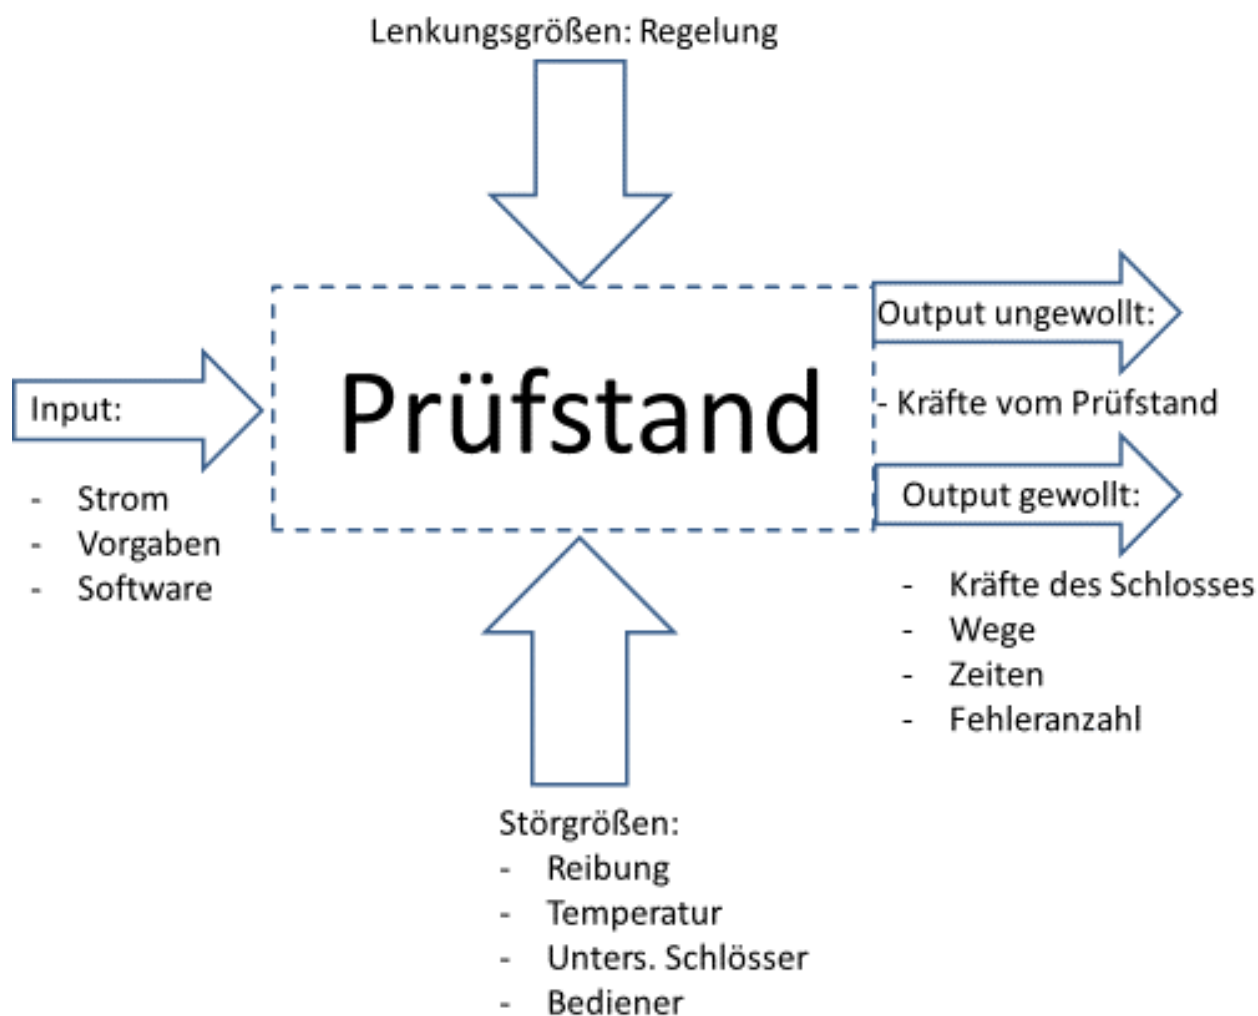 Lenkungsgrößen: Regelung
Output ungewollt:
Prüfstand
Input:
- Kräfte vom Prüfstand
Output gewollt:
- Strom
- Vorgaben
- Software
- Kräfte des Schlosses
- Wege
- Zeiten
- Fehleranzahl
Störgrößen:
- Reibung
- Temperatur
- Unters. Schlösser
- Bediener